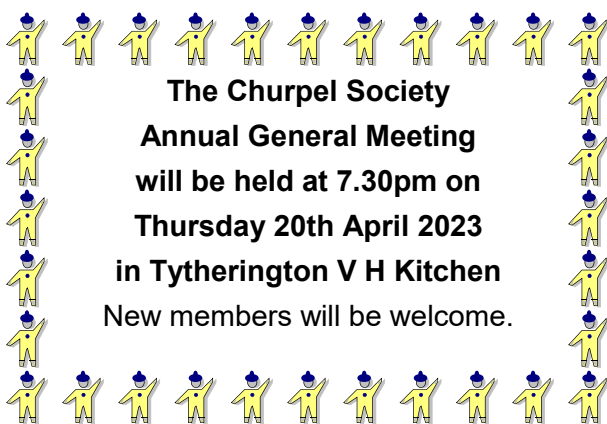 The Churpel Society
Annual General Meeting
will be held at 7.30pm on
Thursday 20th April 2023
in Tytherington V H Kitchen
New members will be welcome.